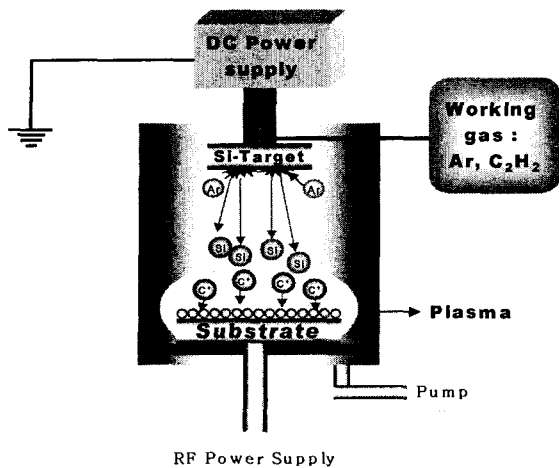 DC Power
supply
Working
gas :
Ar, C₂H₂
Si-Target
Ar
Ar
Si
Si
Si
Si
C⁺
C⁺
C⁺
C⁺
Substrate
Plasma
Pump
RF Power Supply